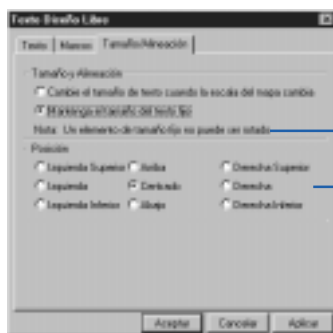 Texto Diseño Libre
Texto Marcos Tamaño/Alineación
Tamaño y Alineación
Cambie el tamaño de texto cuando la escala del mapa cambia
Mantenga el tamaño del texto fijo
Nota: Un elemento de tamaño fijo no puede ser rotado
Posición
Izquierda Superior Arriba Derecha Superior
Izquierda Centrado Derecha
Izquierda Inferior Abajo Derecha Inferior
Aceptar Cancelar Aplicar